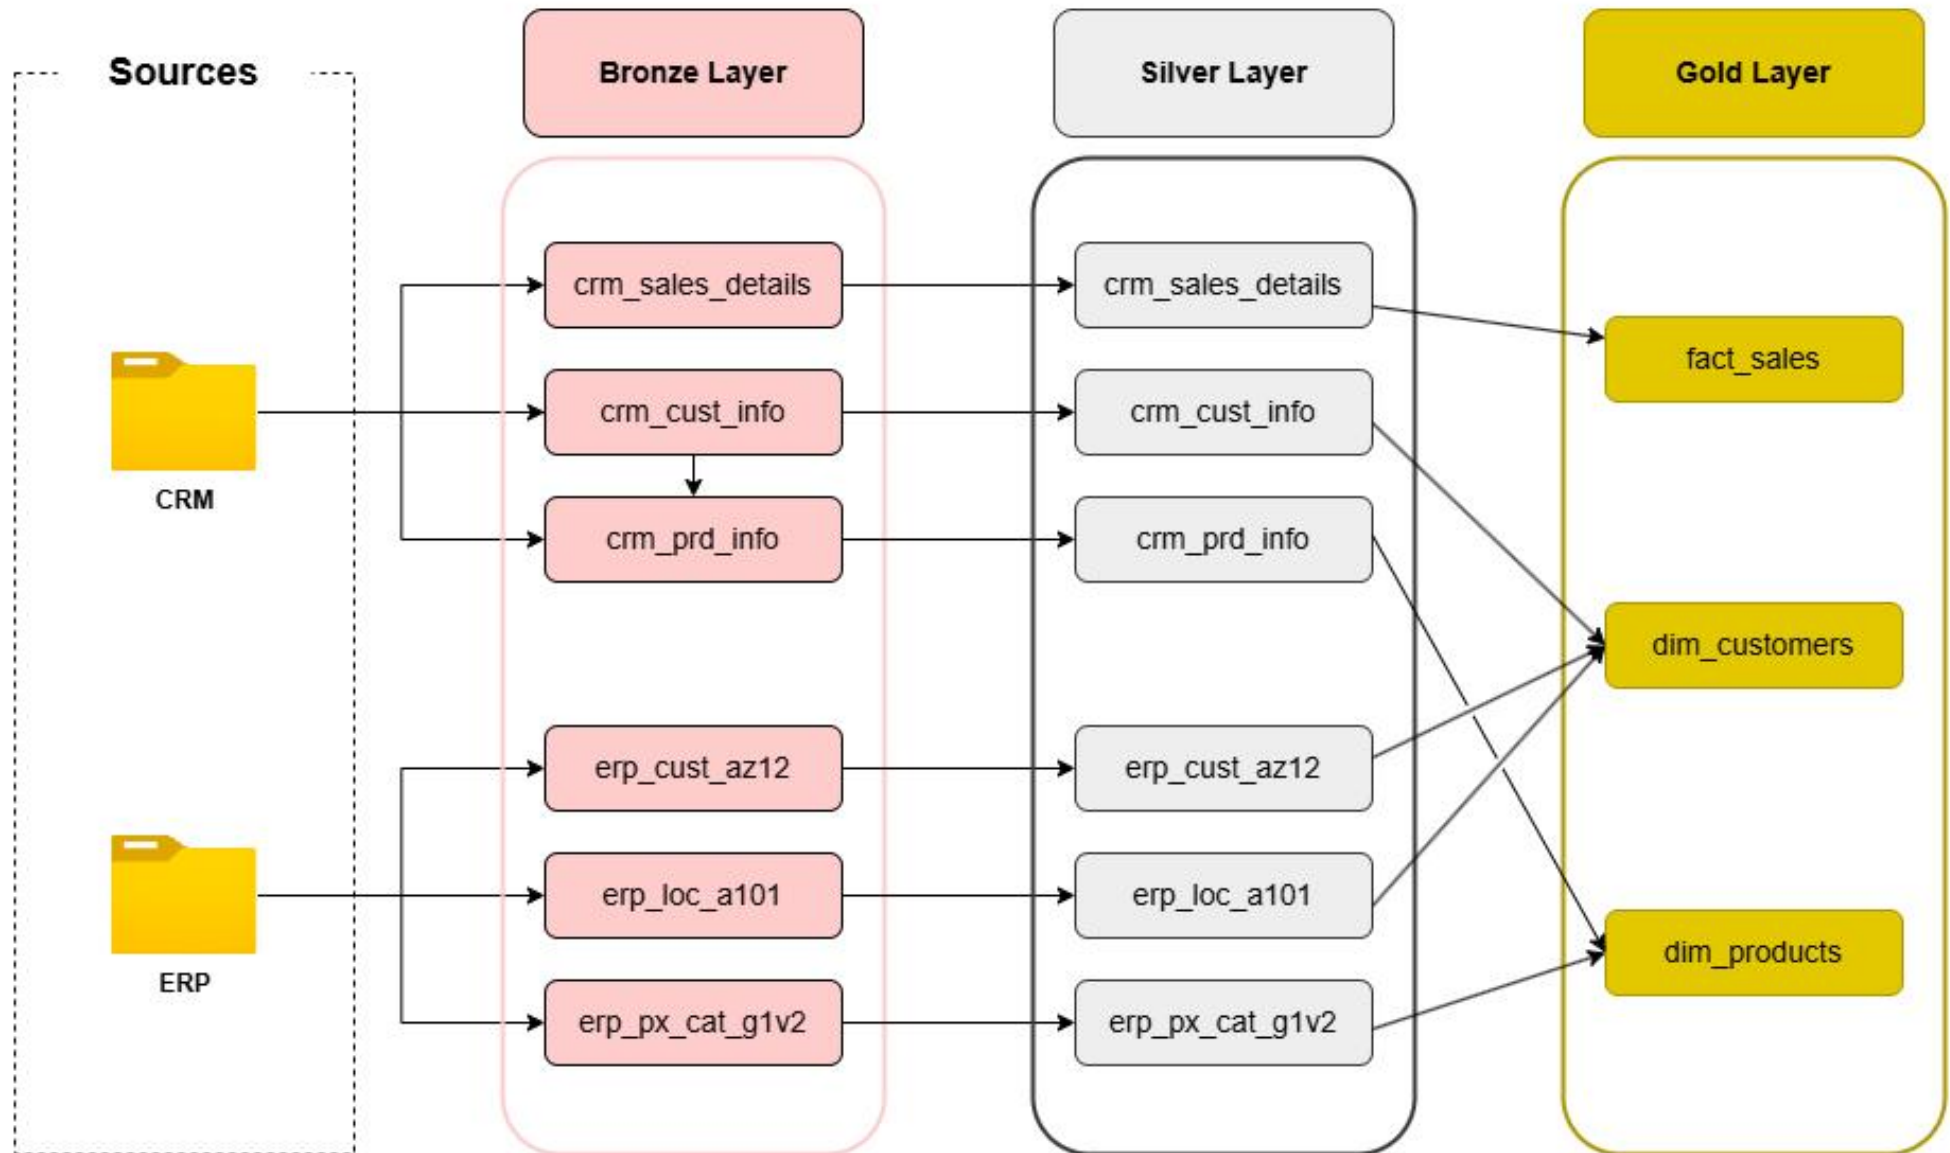 Sources
Bronze Layer
Silver Layer
Gold Layer
crm_sales_details
crm_sales_details
fact_sales
crm_cust_info
crm_cust_info
CRM
crm_prd_info
crm_prd_info
dim_customers
erp_cust_az12
erp_cust_az12
erp_loc_a101
erp_loc_a101
dim_products
ERP
erp_px_cat_g1v2
erp_px_cat_g1v2